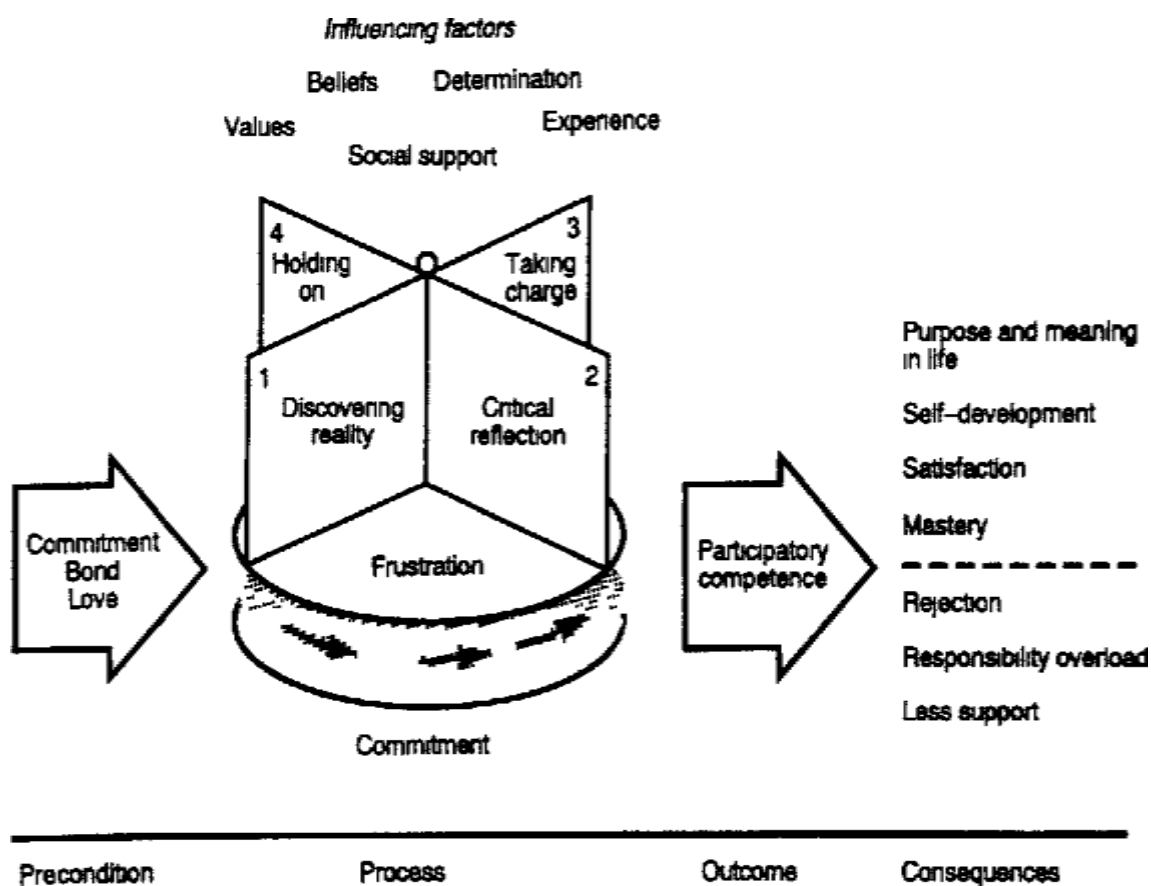 Influencing factors
Beliefs Determination
Values Experience
Social support
4 3
Holding Taking
on charge
1 2
Discovering Critical
reality reflection
Purpose and meaning
in life
Self-development
Satisfaction
Mastery
Commitment
Bond
Love
Frustration
Participatory
competence
Rejection
Responsibility overload
Less support
Commitment
Precondition Process Outcome Consequences